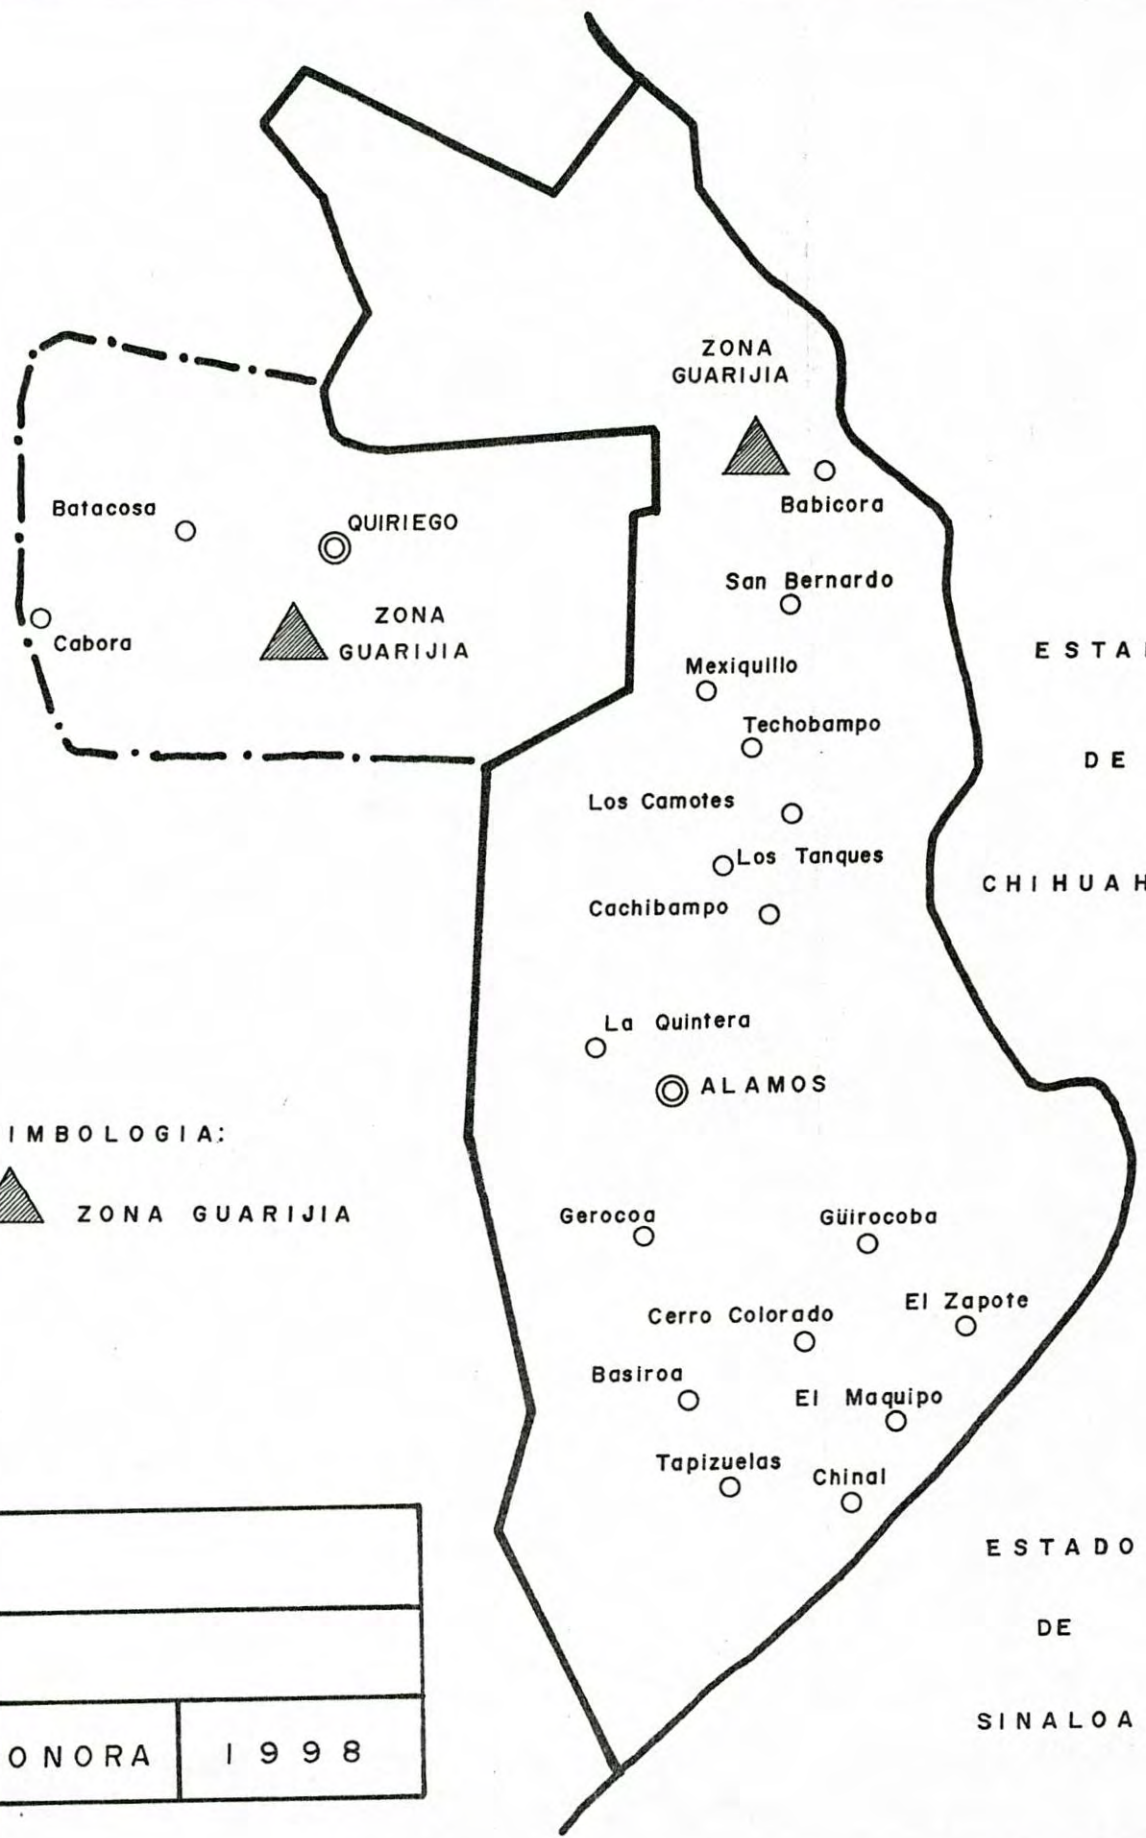 ZONA
GUARIJIA
Babicora
Batacosa
QUIRIEGO
San Bernardo
ZONA
GUARIJIA
Cabora
Mexiquillo
Techobampo
Los Camotes
Los Tanques
Cachibampo
La Quintera
ALAMOS
ESTA
DE
CHIHUAH
IMBOLOGIA:
ZONA GUARIJIA
Gerocoa
Güirocoba
Cerro Colorado
El Zapote
Basiroa
El Maquipo
Tapizuelas
Chinal
ESTADO
DE
SINALOA
ONORA
1998